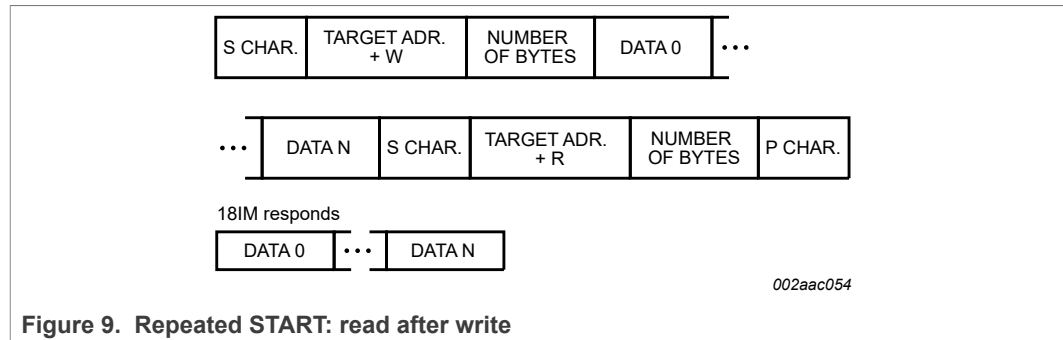 S CHAR. TARGET ADR. + W NUMBER OF BYTES DATA 0 ...
... DATA N S CHAR. TARGET ADR. + R NUMBER OF BYTES P CHAR.
18IM responds
DATA 0 ... DATA N
002aac054
Figure 9. Repeated START: read after write